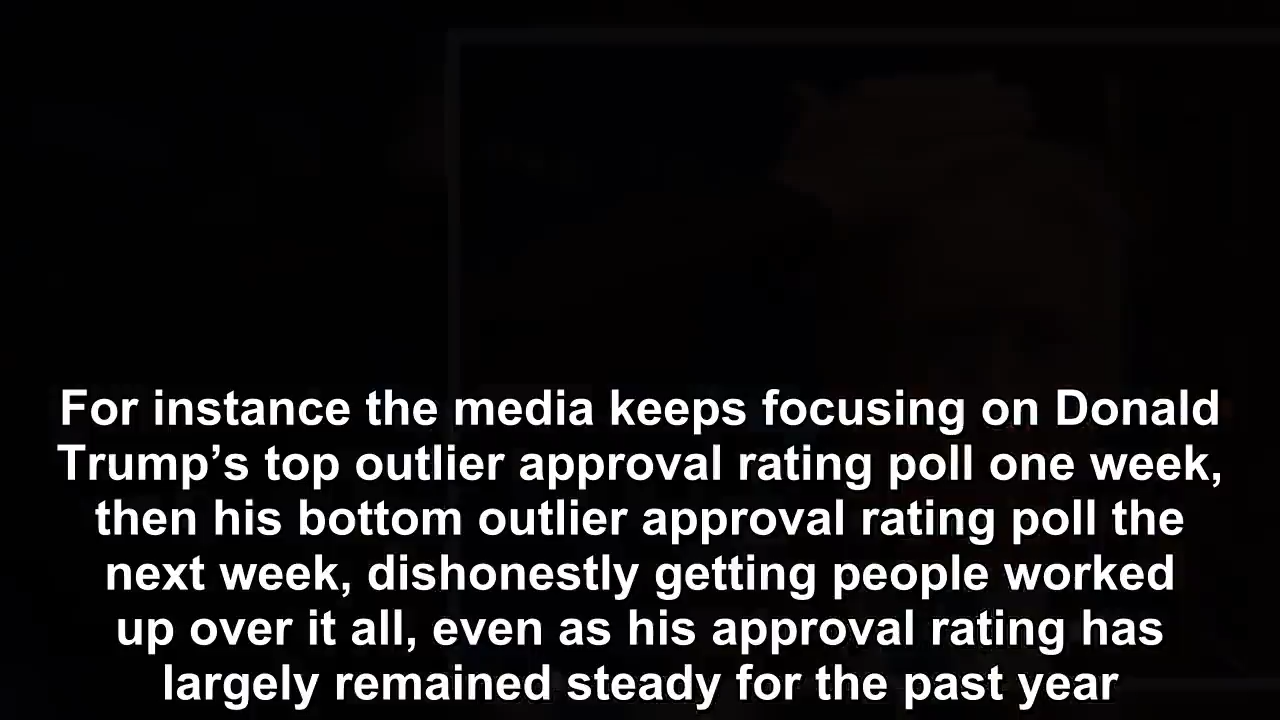 For instance the media keeps focusing on Donald
Trump’s top outlier approval rating poll one week,
then his bottom outlier approval rating poll the
next week, dishonestly getting people worked
up over it all, even as his approval rating has
largely remained steady for the past year